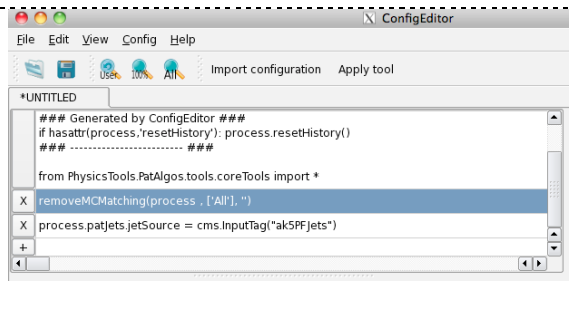 X ConfigEditor
File Edit View Config Help
User 100% All Import configuration Apply tool
*UNTITLED
### Generated by ConfigEditor ###
if hasattr(process,'resetHistory'): process.resetHistory()
### ------------------------- ###
from PhysicsTools.PatAlgos.tools.coreTools import *
X removeMCMatching(process , ['All'], '')
X process.patJets.jetSource = cms.InputTag("ak5PFJets")
+